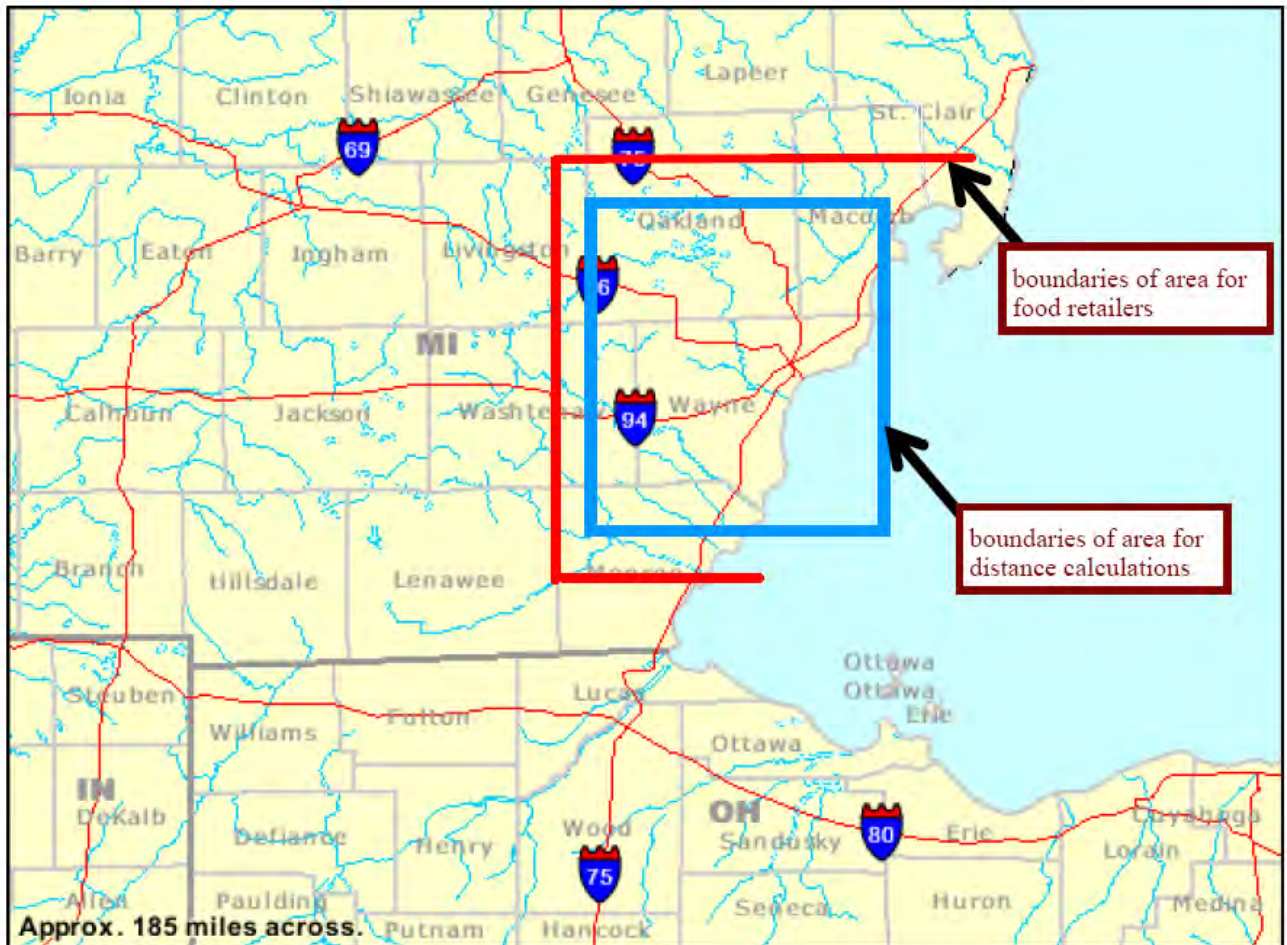 Lapeer
Ionia
Clinton
Shiawassee
Genesee
St. Clair
69
75
Oakland
Macomb
Barry
Eaton
Ingham
Livingston
boundaries of area for
food retailers
96
MI
Calhoun
Jackson
Washtenaw
94
Wayne
boundaries of area for
distance calculations
Branch
Hillsdale
Lenawee
Monroe
Ottawa
Ottawa
Erie
Steuben
Lucas
Williams
Fulton
Ottawa
IN
DeKalb
OH
Defiance
Henry
Wood
Sandusky
80
Erie
Cuyahoga
Lorain
75
Allen
Paulding
Seneca
Huron
Medina
Approx. 185 miles across.
Putnam
Hancock